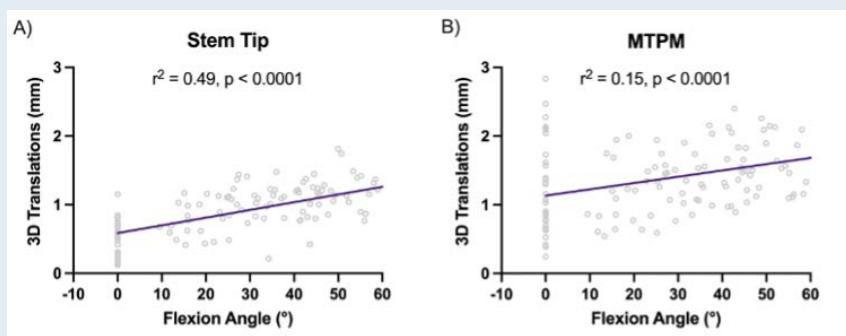 A)
Stem Tip
r² = 0.49, p < 0.0001
3D Translations (mm)
3
2
1
0
-10 0 10 20 30 40 50 60
Flexion Angle (°)
B)
MTPM
r² = 0.15, p < 0.0001
3D Translations (mm)
3
2
1
0
-10 0 10 20 30 40 50 60
Flexion Angle (°)